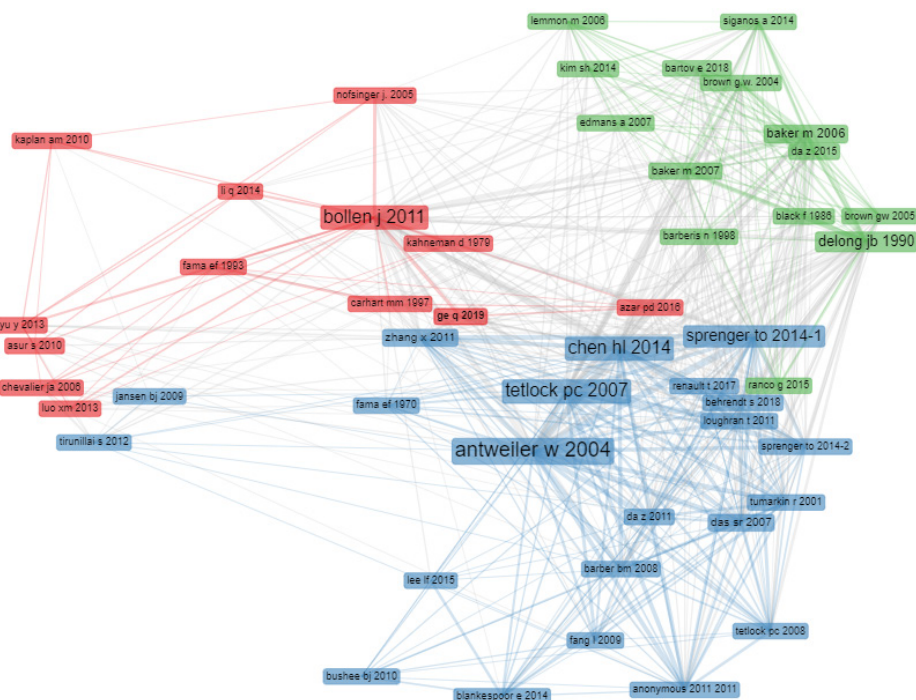 lemmon m 2006
siganos a 2014
kim sh 2014
bartov e 2018
brown g.w. 2004
nofsinger j. 2005
edmans a 2007
baker m 2006
kaplan am 2010
da z 2015
baker m 2007
li q 2014
bollen j 2011
black f 1986
brown gw 2005
kahneman d 1979
barberis n 1998
delong jb 1990
fama ef 1993
carhart mm 1997
azar pd 2016
ge q 2019
yu y 2013
zhang x 2011
sprenger to 2014-1
asur s 2010
chen hl 2014
chevalier ja 2006
jansen bj 2009
tetlock pc 2007
renault t 2017
ranco g 2015
luo xm 2013
fama ef 1970
behrendt s 2018
loughran t 2011
tirunillai s 2012
antweiler w 2004
sprenger to 2014-2
tumarkin r 2001
da z 2011
das sr 2007
barber bm 2008
lee lf 2015
tetlock pc 2008
fang l 2009
bushee bj 2010
blankespoor e 2014
anonymous 2011 2011